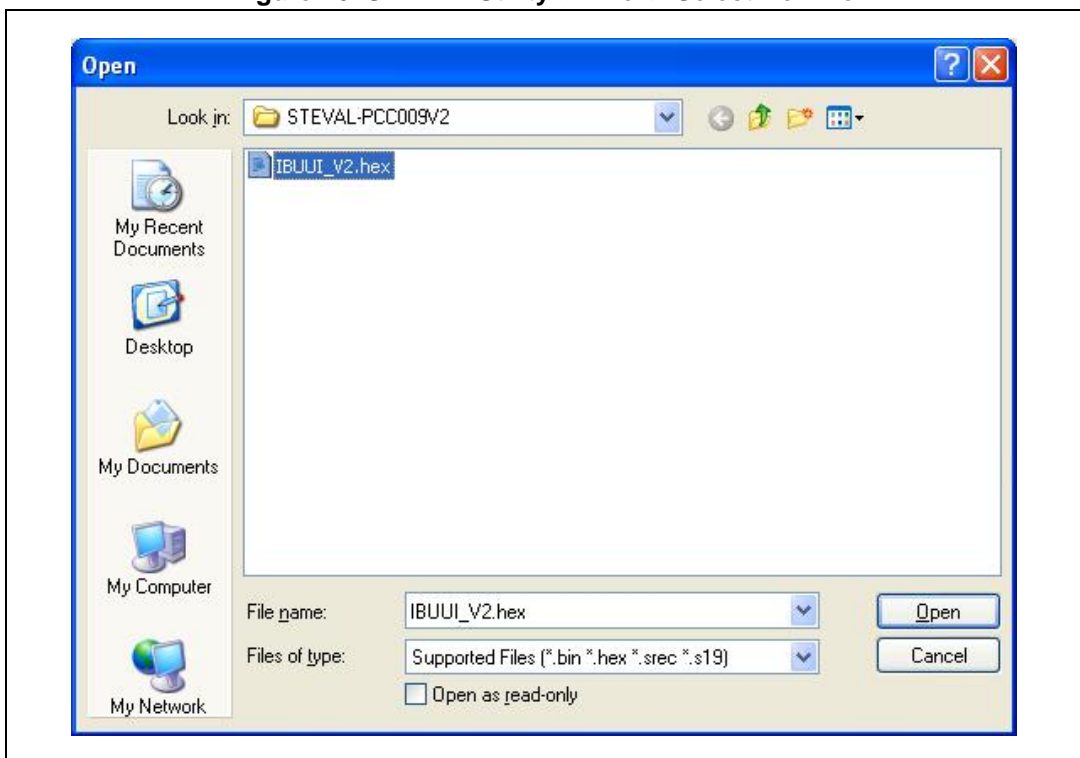 Open
Look in:
STEVAL-PCC009V2
IBUUI_V2.hex
My Recent
Documents
Desktop
My Documents
My Computer
My Network
File name:
IBUUI_V2.hex
Open
Files of type:
Supported Files (*.bin *.hex *.srec *.s19)
Cancel
Open as read-only